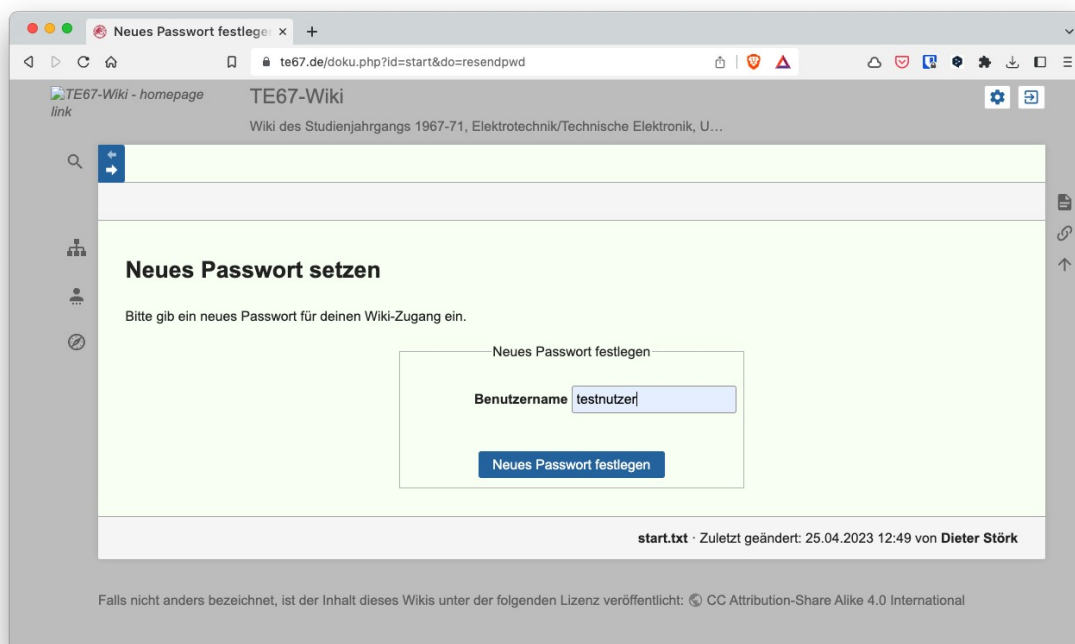 Neues Passwort festlege
te67.de/doku.php?id=start&do=resendpwd
TE67-Wiki - homepage
link
TE67-Wiki
Wiki des Studienjahrgangs 1967-71, Elektrotechnik/Technische Elektronik, U…
Neues Passwort setzen
Bitte gib ein neues Passwort für deinen Wiki-Zugang ein.
Neues Passwort festlegen
Benutzername testnutzer
Neues Passwort festlegen
start.txt · Zuletzt geändert: 25.04.2023 12:49 von Dieter Störk
Falls nicht anders bezeichnet, ist der Inhalt dieses Wikis unter der folgenden Lizenz veröffentlicht: CC Attribution-Share Alike 4.0 International